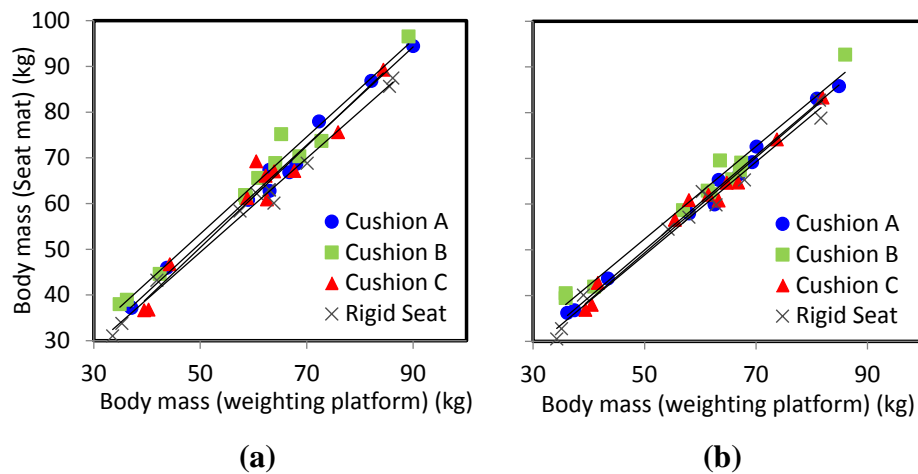 Body mass (Seat mat) (kg)
100
90
80
70
60
50
40
30
30 50 70 90
Cushion A
Cushion B
Cushion C
Rigid Seat
Body mass (weighting platform) (kg)
(a)
30 50 70 90
Cushion A
Cushion B
Cushion C
Rigid Seat
Body mass (weighting platform) (kg)
(b)